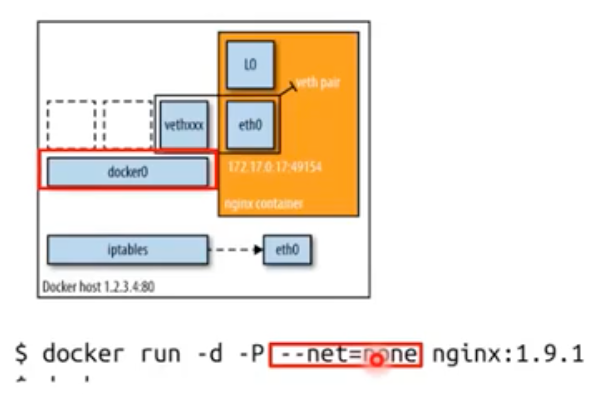 L0
veth pair
vethxxx
eth0
docker0
172.17.0.17:49154
nginx container
iptables
eth0
Docker host 1.2.3.4:80
$ docker run -d -P --net=none nginx:1.9.1